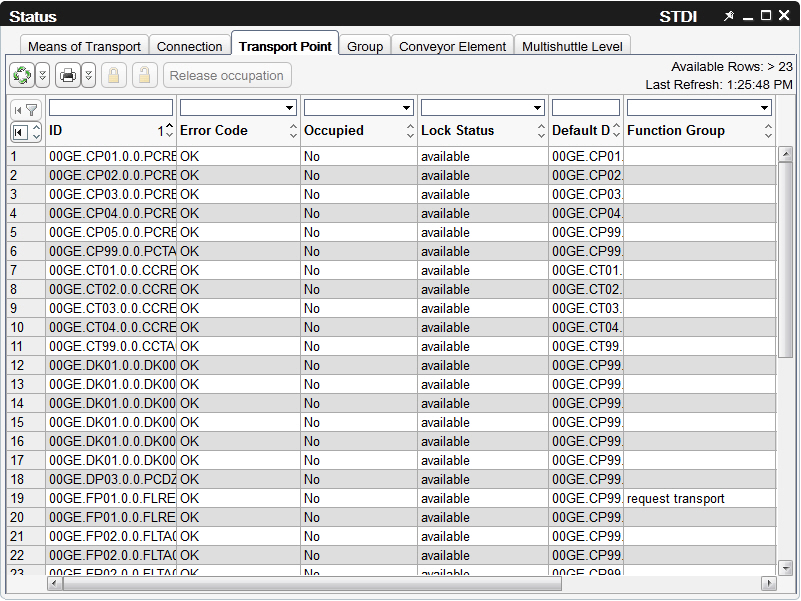 Status STDI
Means of Transport Connection Transport Point Group Conveyor Element Multishuttle Level
Release occupation
Available Rows: > 23
Last Refresh: 1:25:48 PM
ID 1 Error Code Occupied Lock Status Default D Function Group
1 00GE.CP01.0.0.PCRE OK No available 00GE.CP01.
2 00GE.CP02.0.0.PCRE OK No available 00GE.CP02.
3 00GE.CP03.0.0.PCRE OK No available 00GE.CP03.
4 00GE.CP04.0.0.PCRE OK No available 00GE.CP04.
5 00GE.CP05.0.0.PCRE OK No available 00GE.CP99.
6 00GE.CP99.0.0.PCTA OK No available 00GE.CP99.
7 00GE.CT01.0.0.CCRE OK No available 00GE.CT01.
8 00GE.CT02.0.0.CCRE OK No available 00GE.CT02.
9 00GE.CT03.0.0.CCRE OK No available 00GE.CT03.
10 00GE.CT04.0.0.CCRE OK No available 00GE.CT04.
11 00GE.CT99.0.0.CCTA OK No available 00GE.CT99.
12 00GE.DK01.0.0.DK00 OK No available 00GE.CP99.
13 00GE.DK01.0.0.DK00 OK No available 00GE.CP99.
14 00GE.DK01.0.0.DK00 OK No available 00GE.CP99.
15 00GE.DK01.0.0.DK00 OK No available 00GE.CP99.
16 00GE.DK01.0.0.DK00 OK No available 00GE.CP99.
17 00GE.DK01.0.0.DK00 OK No available 00GE.CP99.
18 00GE.DP03.0.0.PCDZ OK No available 00GE.CP99.
19 00GE.FP01.0.0.FLRE OK No available 00GE.CP99. request transport
20 00GE.FP01.0.0.FLRE OK No available 00GE.CP99.
21 00GE.FP02.0.0.FLTA0 OK No available 00GE.CP99.
22 00GE.FP02.0.0.FLTA0 OK No available 00GE.CP99.
23 00GE.FP02.0.0.FLTA0 OK No available 00GE.CP99.